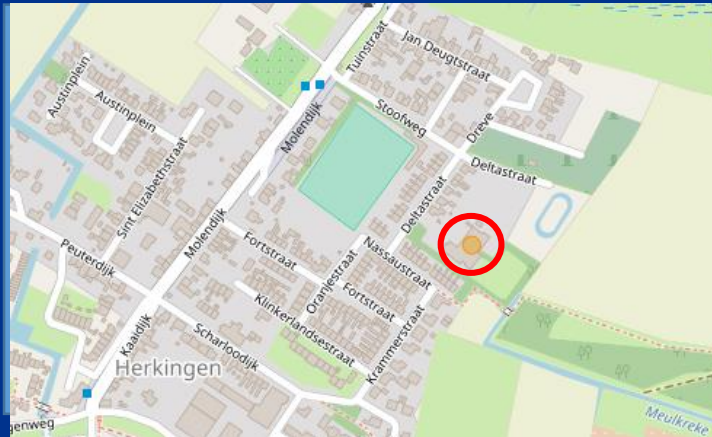 Jan Deugtstraat
Tuinstraat
Austinplein
Austinplein
Stoofweg
Dreve
Molendijk
Deltastraat
Sint Elizabethstraat
Deltastraat
Molendijk
Peuterdijk
Fortstraat
Nassaustraat
Oranjestraat
Fortstraat
Klinkerlandsestraat
Krammerstraat
Kaaidijk
Scharloodijk
Herkingen
Meulkreke
genweg